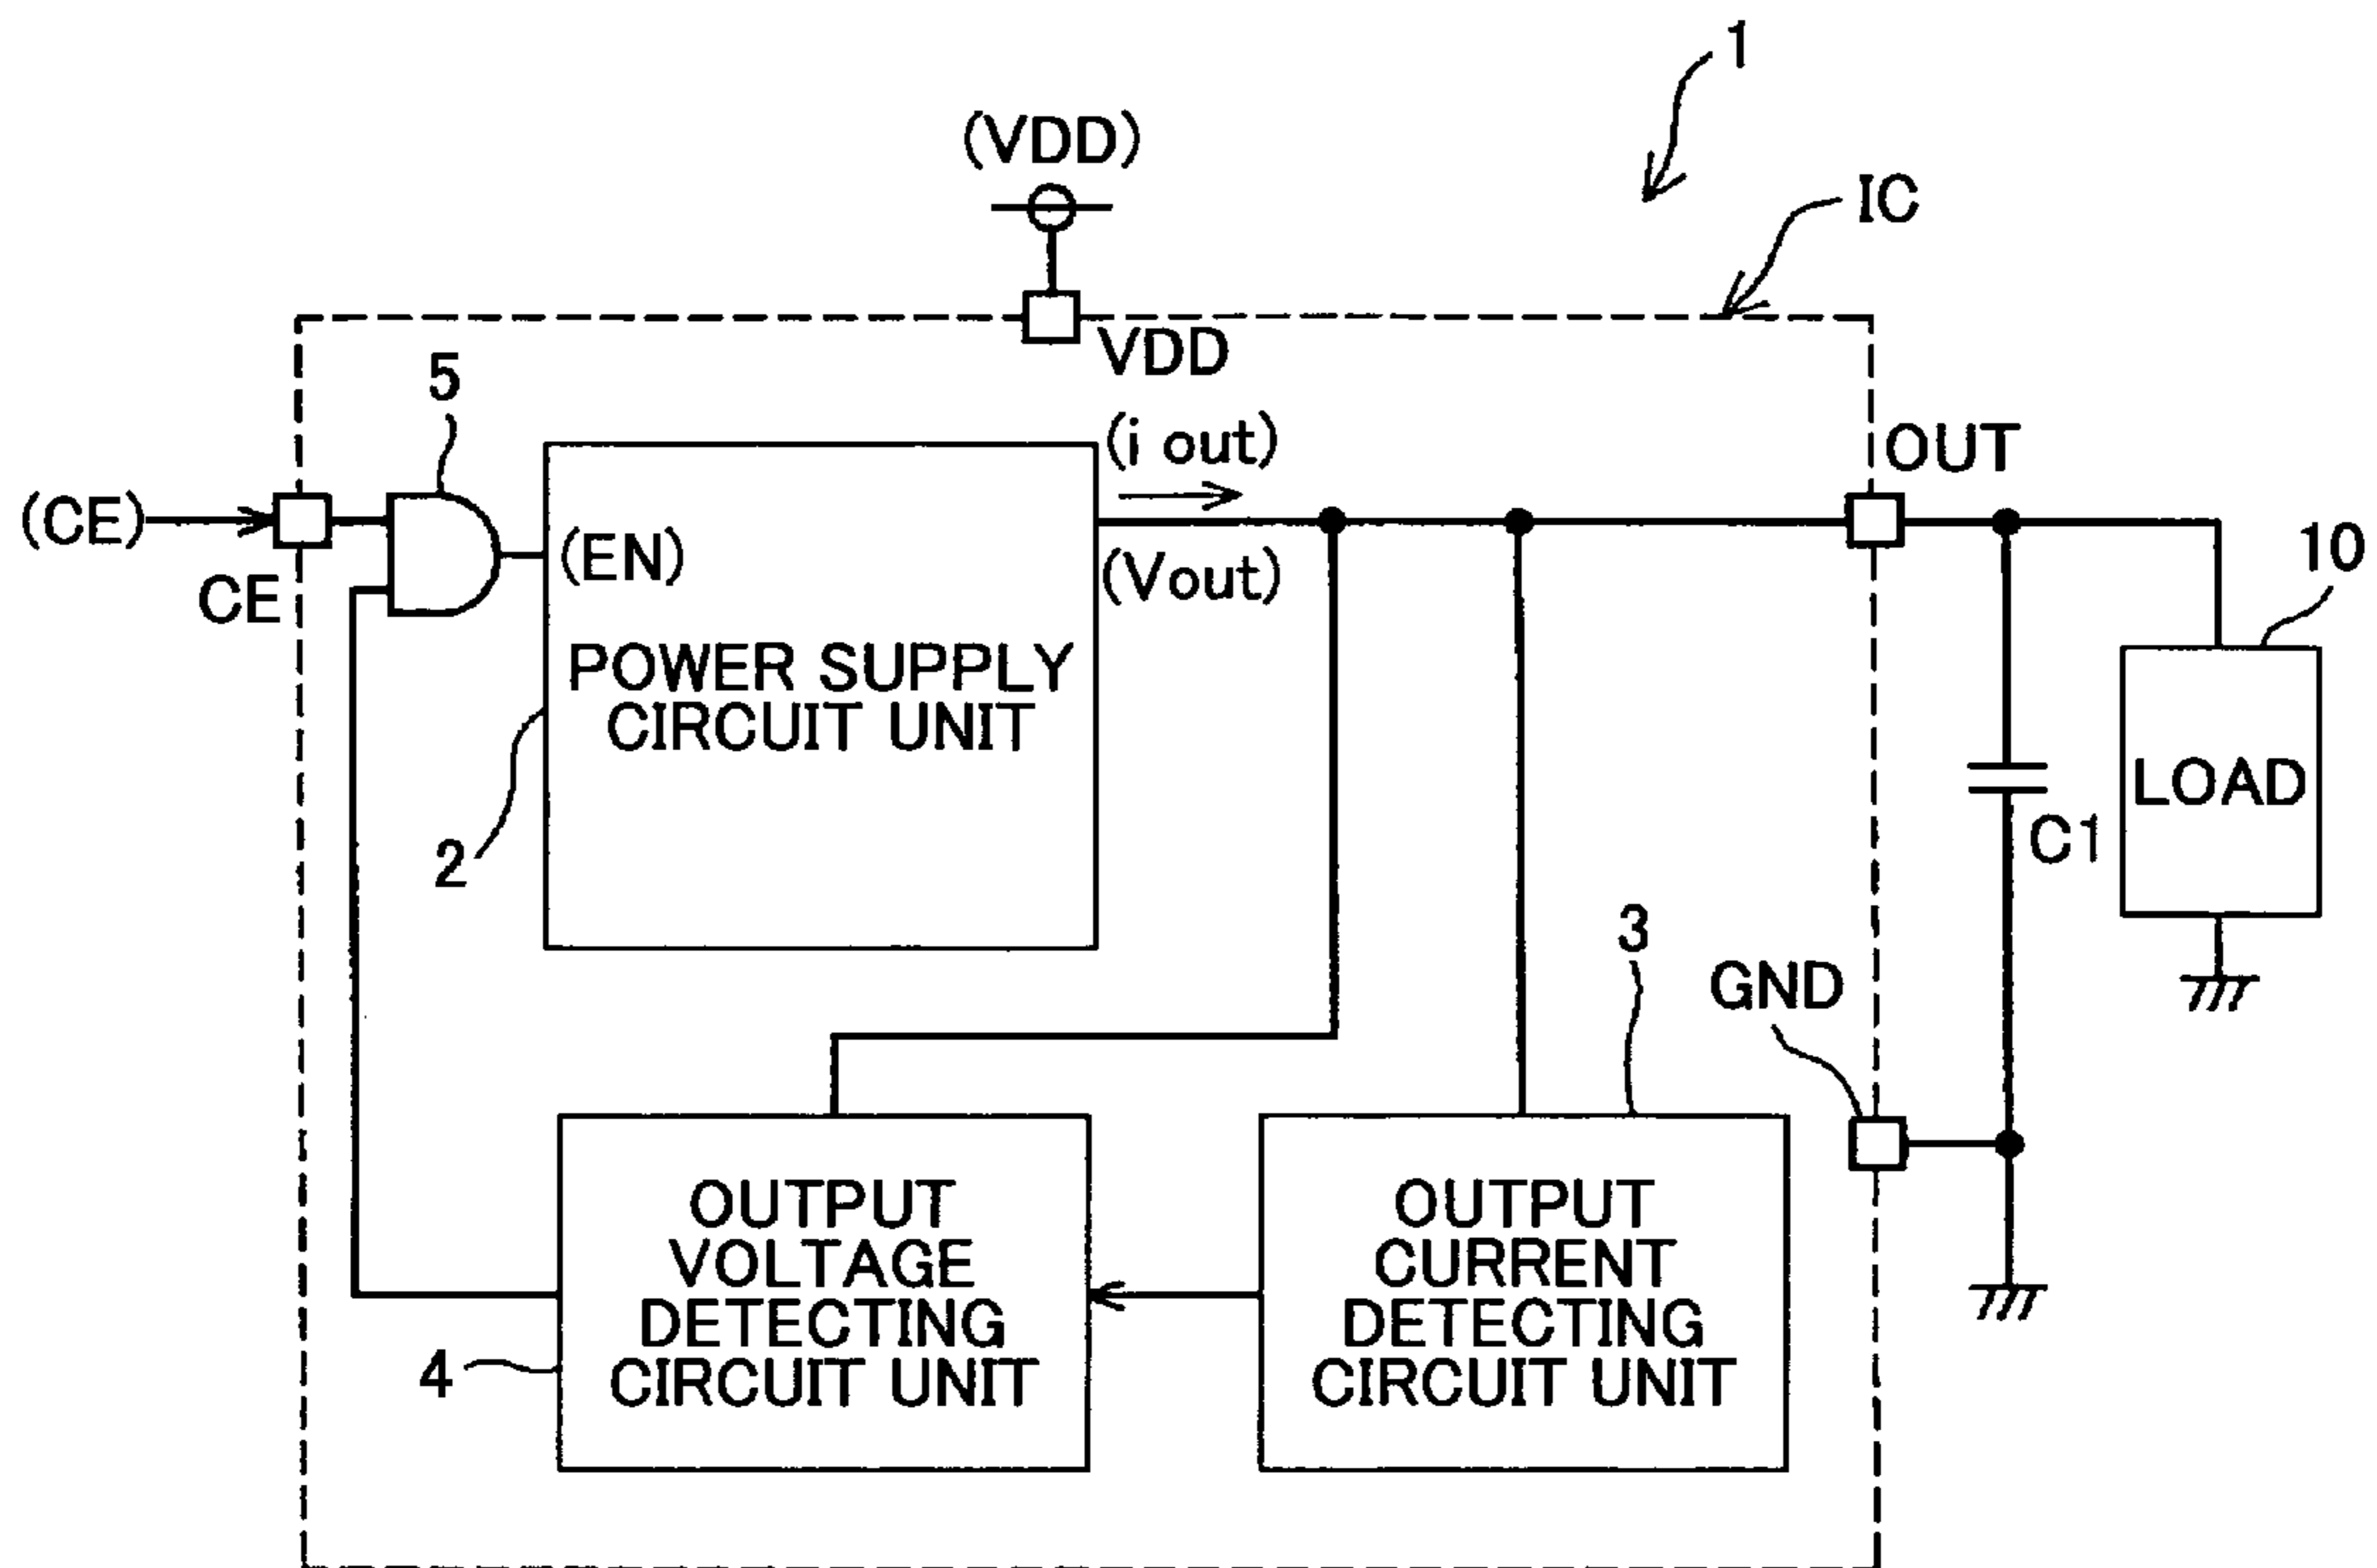 1
(VDD)
IC
VDD
5
(i out)
OUT
(CE)
CE
(EN)
(Vout)
10
POWER SUPPLY
CIRCUIT UNIT
2
LOAD
C1
3
GND
OUTPUT
VOLTAGE
DETECTING
CIRCUIT UNIT
4
OUTPUT
CURRENT
DETECTING
CIRCUIT UNIT